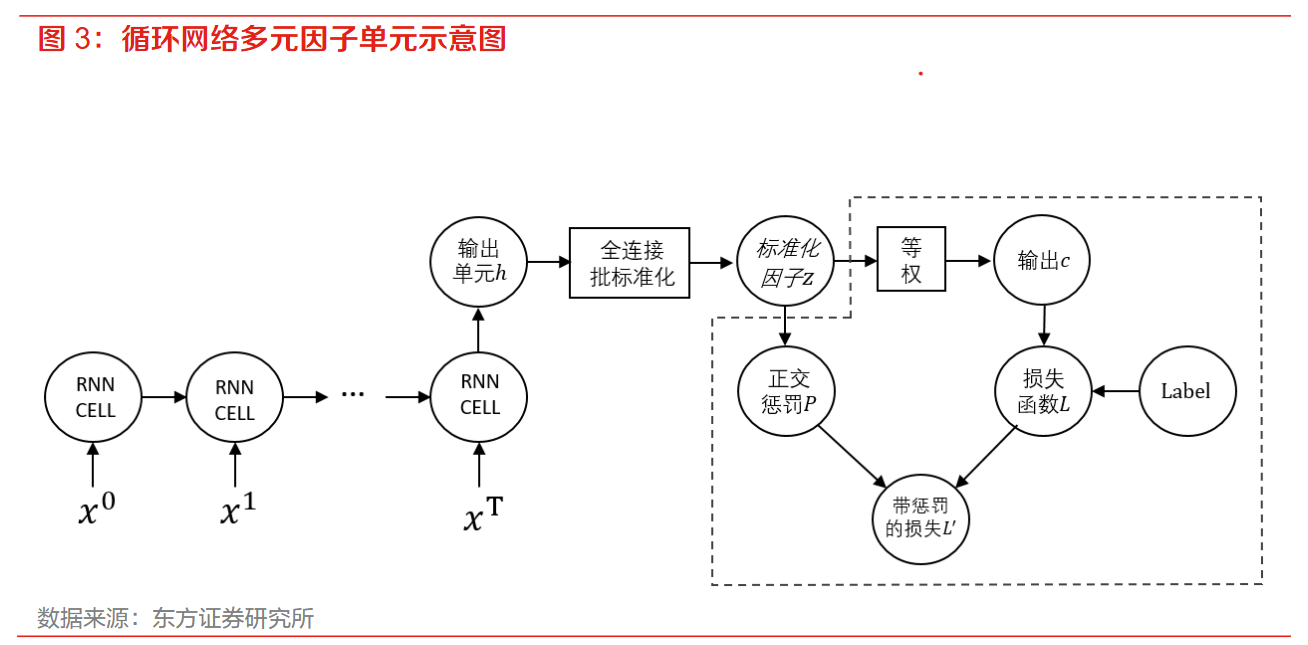 图 3：循环网络多元因子单元示意图
输出
单元h
全连接
批标准化
标准化
因子z
等
权
输出c
RNN
CELL
RNN
CELL
...
RNN
CELL
正交
惩罚P
损失
函数L
Label
x⁰
x¹
xᵀ
带惩罚
的损失L′
数据来源：东方证券研究所